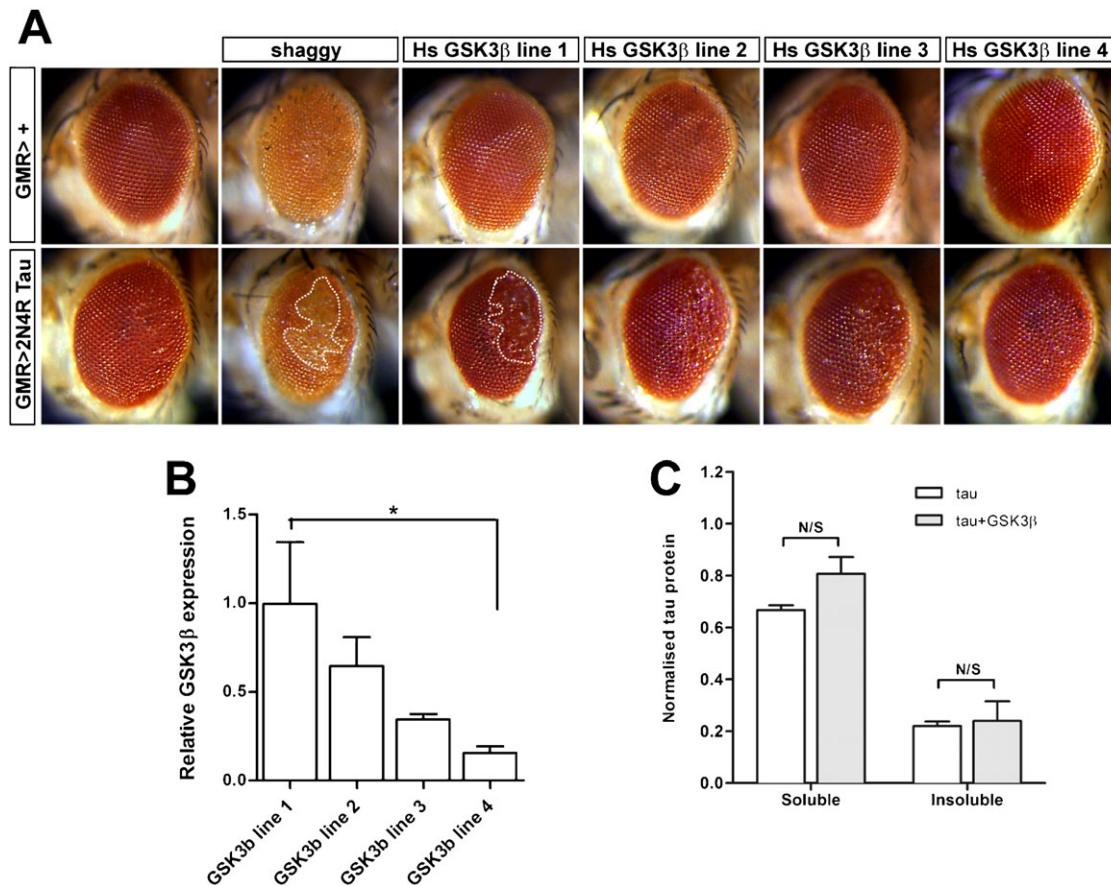 A
shaggy
Hs GSK3β line 1
Hs GSK3β line 2
Hs GSK3β line 3
Hs GSK3β line 4
GMR> +
GMR>2N4R Tau
B
Relative GSK3β expression
1.5
1.0
0.5
0.0
*
GSK3b line 1
GSK3b line 2
GSK3b line 3
GSK3b line 4
C
Normalised tau protein
1.2
1.0
0.8
0.6
0.4
0.2
0.0
tau
tau+GSK3β
N/S
N/S
Soluble
Insoluble